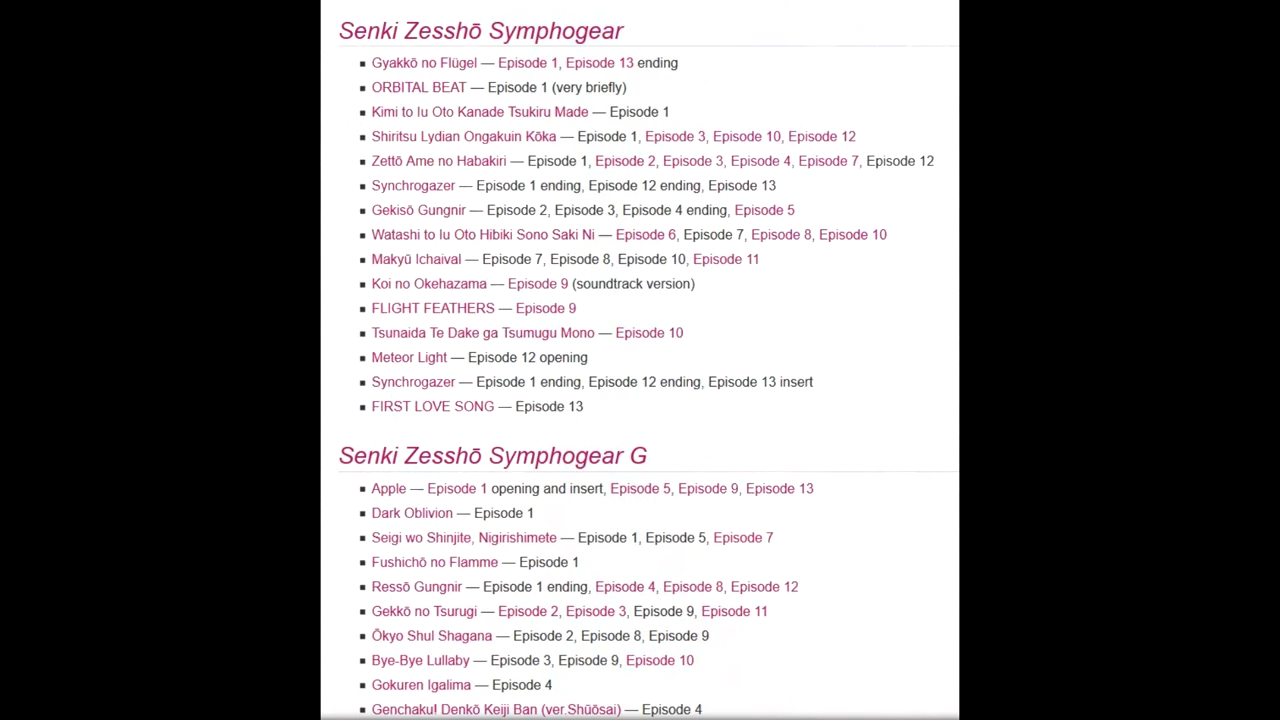 Senki Zesshō Symphogear
▪ Gyakkō no Flügel — Episode 1, Episode 13 ending
▪ ORBITAL BEAT — Episode 1 (very briefly)
▪ Kimi to Iu Oto Kanade Tsukiru Made — Episode 1
▪ Shiritsu Lydian Ongakuin Kōka — Episode 1, Episode 3, Episode 10, Episode 12
▪ Zettō Ame no Habakiri — Episode 1, Episode 2, Episode 3, Episode 4, Episode 7, Episode 12
▪ Synchrogazer — Episode 1 ending, Episode 12 ending, Episode 13
▪ Gekisō Gungnir — Episode 2, Episode 3, Episode 4 ending, Episode 5
▪ Watashi to Iu Oto Hibiki Sono Saki Ni — Episode 6, Episode 7, Episode 8, Episode 10
▪ Makyū Ichaival — Episode 7, Episode 8, Episode 10, Episode 11
▪ Koi no Okehazama — Episode 9 (soundtrack version)
▪ FLIGHT FEATHERS — Episode 9
▪ Tsunaida Te Dake ga Tsumugu Mono — Episode 10
▪ Meteor Light — Episode 12 opening
▪ Synchrogazer — Episode 1 ending, Episode 12 ending, Episode 13 insert
▪ FIRST LOVE SONG — Episode 13
Senki Zesshō Symphogear G
▪ Apple — Episode 1 opening and insert, Episode 5, Episode 9, Episode 13
▪ Dark Oblivion — Episode 1
▪ Seigi wo Shinjite, Nigirishimete — Episode 1, Episode 5, Episode 7
▪ Fushichō no Flamme — Episode 1
▪ Ressō Gungnir — Episode 1 ending, Episode 4, Episode 8, Episode 12
▪ Gekkō no Tsurugi — Episode 2, Episode 3, Episode 9, Episode 11
▪ Ōkyo Shul Shagana — Episode 2, Episode 8, Episode 9
▪ Bye-Bye Lullaby — Episode 3, Episode 9, Episode 10
▪ Gokuren Igalima — Episode 4
▪ Genchaku! Denkō Keiji Ban (ver.Shūōsai) — Episode 4